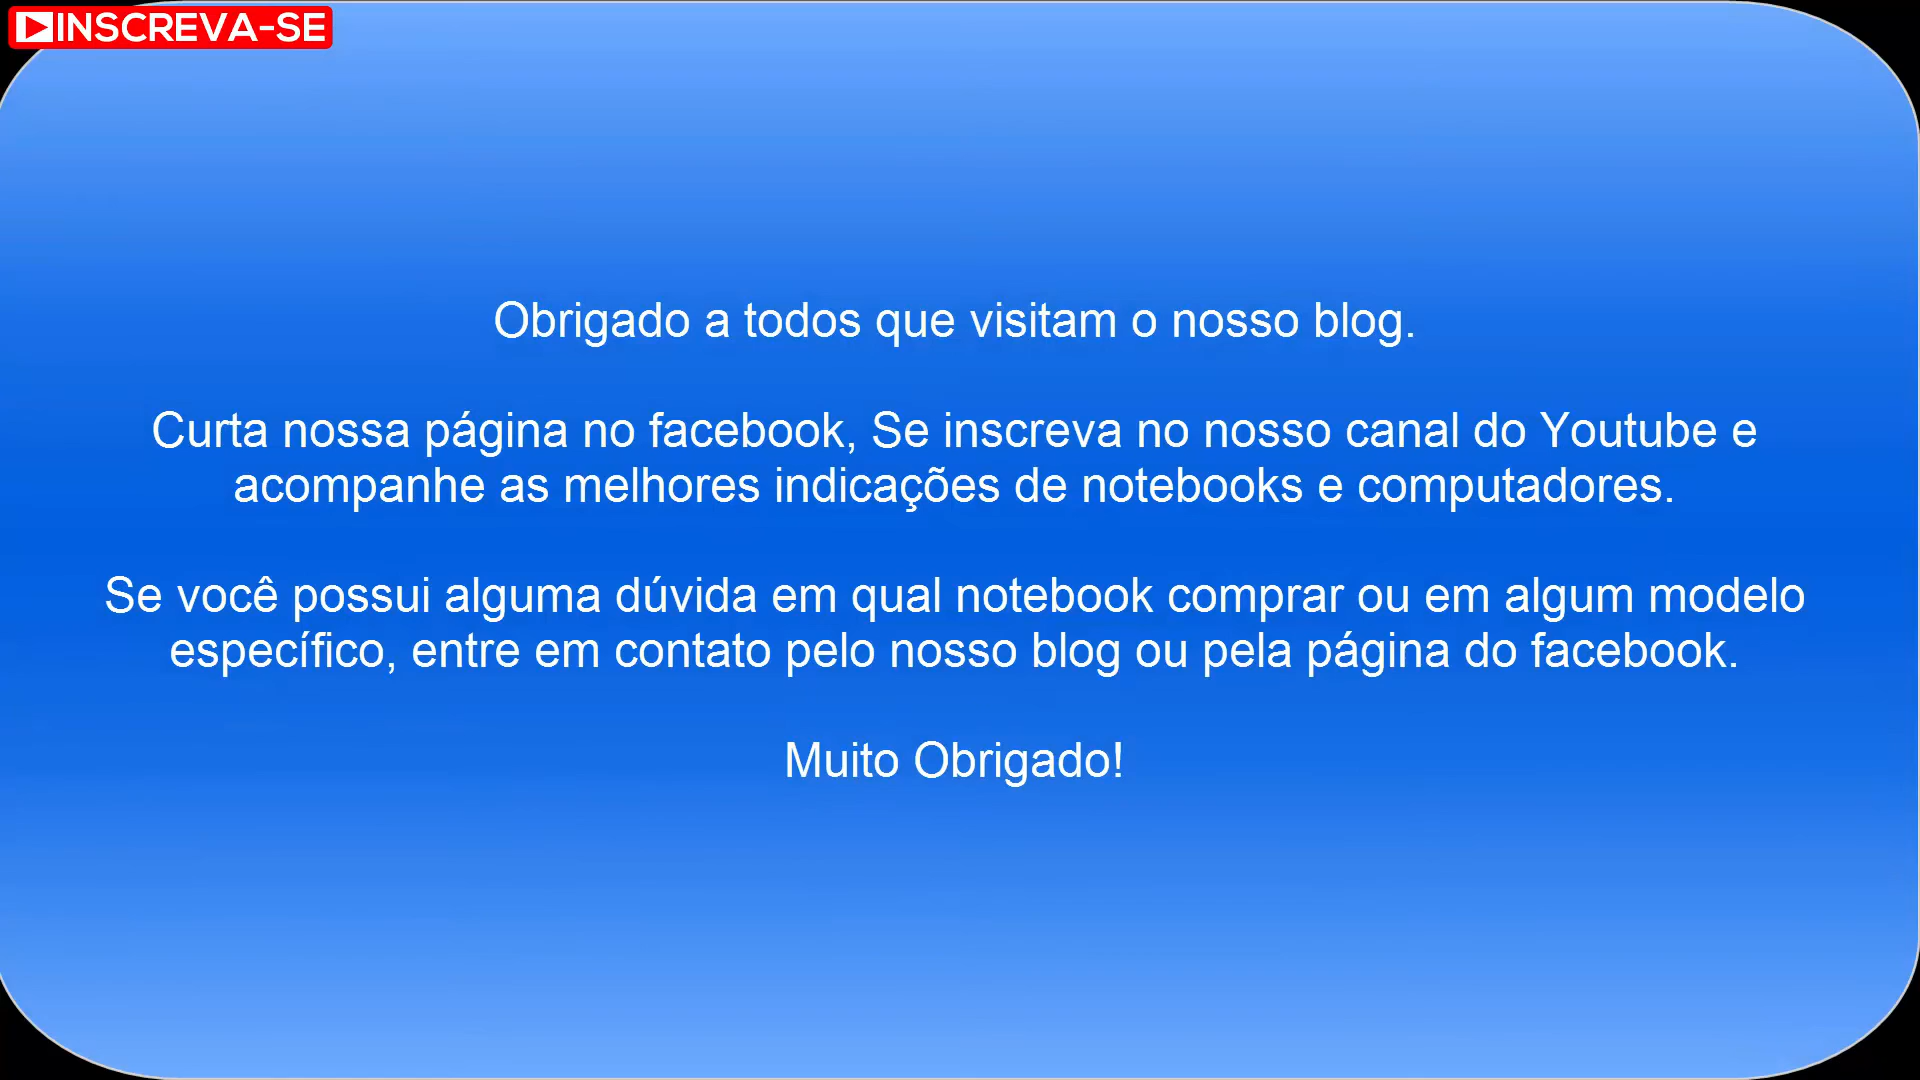 INSCREVA-SE
Obrigado a todos que visitam o nosso blog.
Curta nossa página no facebook, Se inscreva no nosso canal do Youtube e
acompanhe as melhores indicações de notebooks e computadores.
Se você possui alguma dúvida em qual notebook comprar ou em algum modelo
específico, entre em contato pelo nosso blog ou pela página do facebook.
Muito Obrigado!